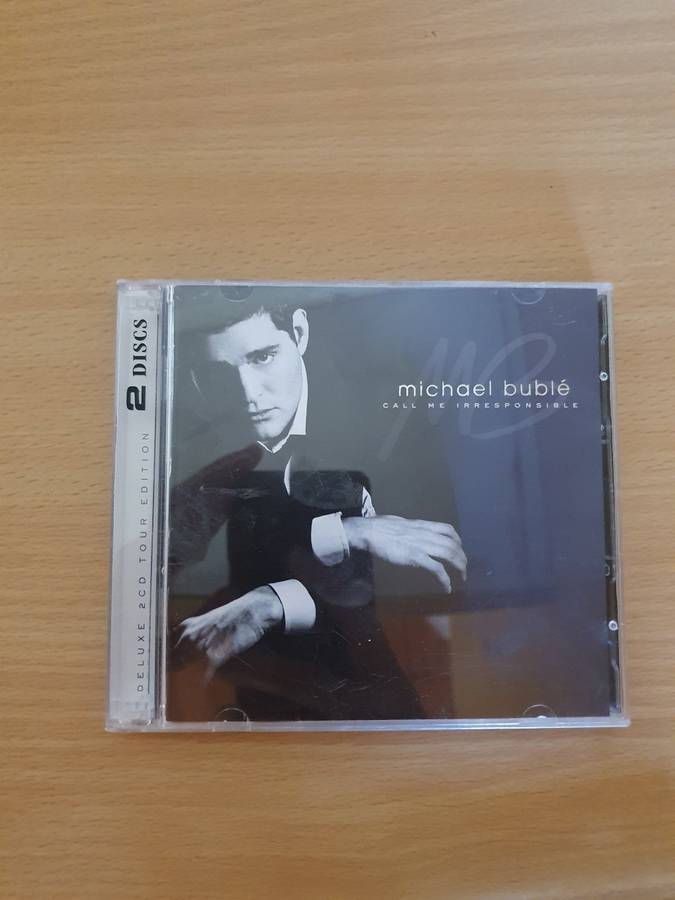 2 DISCS
DELUXE 2CD TOUR EDITION
MB
michael bublé
CALL ME IRRESPONSIBLE